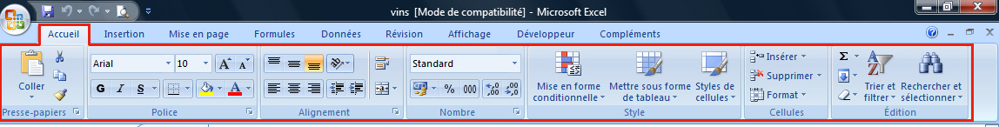 vins [Mode de compatibilité] - Microsoft Excel
Accueil Insertion Mise en page Formules Données Révision Affichage Développeur Compléments
Coller
Presse-papiers
Arial 10 A A
G I S A
Police
Alignement
Standard
% 000 ,00 ,00
Nombre
Mise en forme conditionnelle
Mettre sous forme de tableau
Styles de cellules
Style
Insérer
Supprimer
Format
Cellules
Σ
A Z
Trier et filtrer
Rechercher et sélectionner
Édition